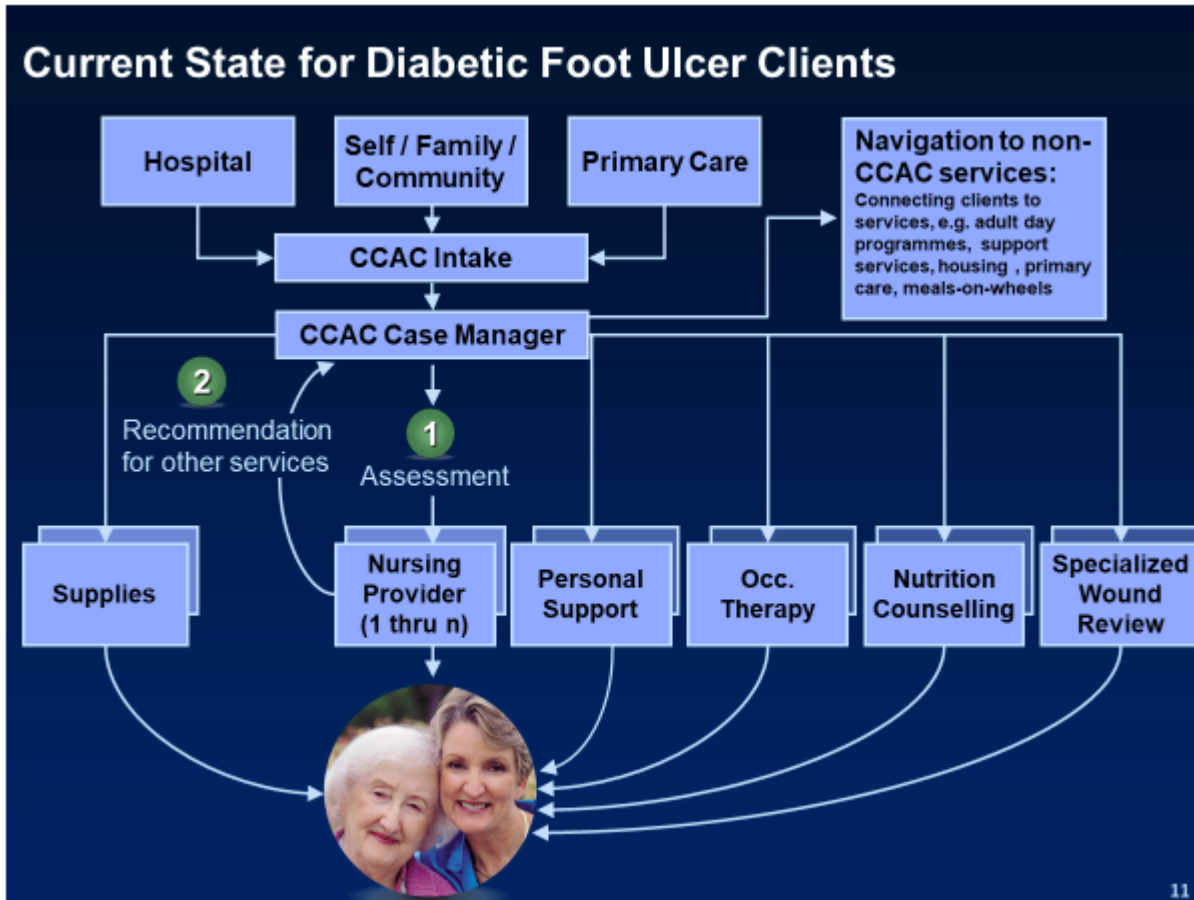 Current State for Diabetic Foot Ulcer Clients
Hospital
Self / Family /
Community
Primary Care
Navigation to non-
CCAC services:
Connecting clients to
services, e.g. adult day
programmes, support
services, housing , primary
care, meals-on-wheels
CCAC Intake
CCAC Case Manager
2
Recommendation
for other services
1
Assessment
Supplies
Nursing
Provider
(1 thru n)
Personal
Support
Occ.
Therapy
Nutrition
Counselling
Specialized
Wound
Review
11